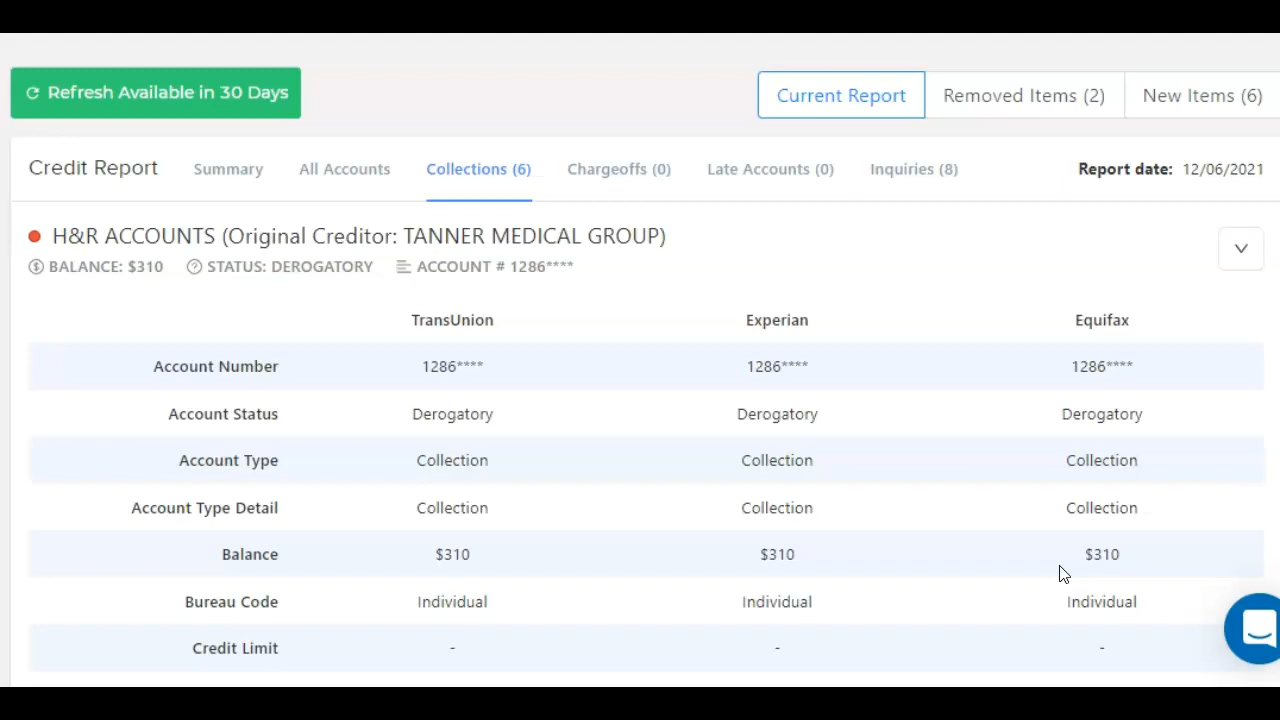 Refresh Available in 30 Days
Current Report Removed Items (2) New Items (6)
Credit Report Summary All Accounts Collections (6) Chargeoffs (0) Late Accounts (0) Inquiries (8) Report date: 12/06/2021
H&R ACCOUNTS (Original Creditor: TANNER MEDICAL GROUP)
BALANCE: $310 STATUS: DEROGATORY ACCOUNT # 1286****
TransUnion Experian Equifax
Account Number 1286**** 1286**** 1286****
Account Status Derogatory Derogatory Derogatory
Account Type Collection Collection Collection
Account Type Detail Collection Collection Collection
Balance $310 $310 $310
Bureau Code Individual Individual Individual
Credit Limit - - -